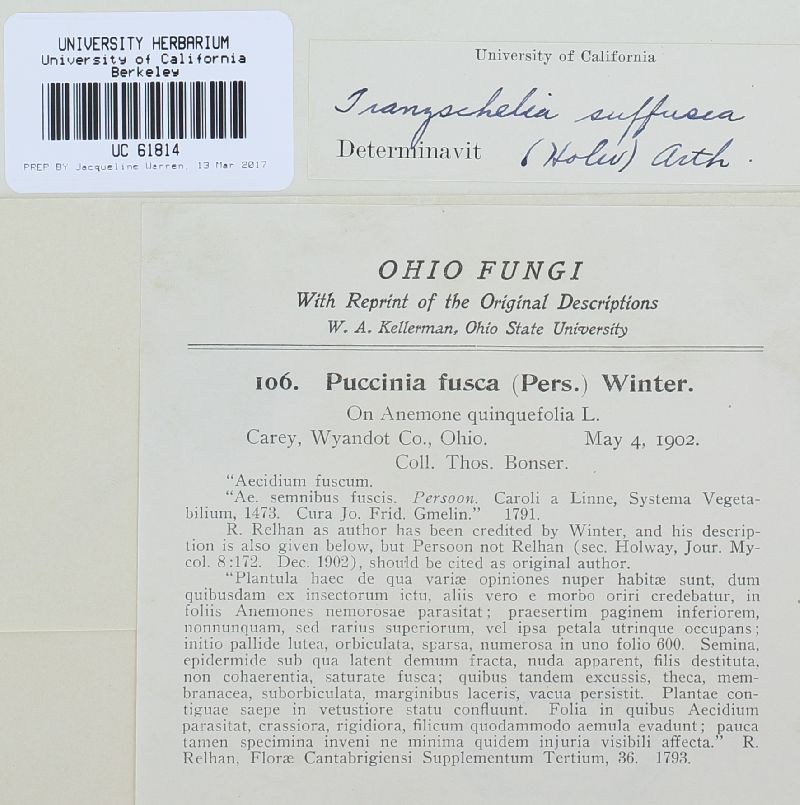 UNIVERSITY HERBARIUM
University of California
Berkeley
UC 61814
PREP BY Jacqueline Warren, 13 Mar 2017
University of California
Tranzschelia suffusca
Determinavit (Holw) Arth.
OHIO FUNGI
With Reprint of the Original Descriptions
W. A. Kellerman, Ohio State University
106. Puccinia fusca (Pers.) Winter.
On Anemone quinquefolia L.
Carey, Wyandot Co., Ohio. May 4, 1902.
Coll. Thos. Bonser.
"Aecidium fuscum.
"Ae. semnibus fuscis. Persoon. Caroli a Linne, Systema Vegeta-
bilium, 1473. Cura Jo. Frid. Gmelin." 1791.
R. Relhan as author has been credited by Winter, and his descrip-
tion is also given below, but Persoon not Relhan (sec. Holway, Jour. My-
col. 8:172. Dec. 1902), should be cited as original author.
"Plantula haec de qua variæ opiniones nuper habitæ sunt, dum
quibusdam ex insectorum ictu, aliis vero e morbo oriri credebatur, in
foliis Anemones nemorosae parasitat; praesertim paginem inferiorem,
nonnunquam, sed rarius superiorum, vel ipsa petala utrinque occupans;
initio pallide lutea, orbiculata, sparsa, numerosa in uno folio 600. Semina,
epidermide sub qua latent demum fracta, nuda apparent, filis destituta,
non cohaerentia, saturate fusca; quibus tandem excussis, theca, mem-
branacea, suborbiculata, marginibus laceris, vacua persistit. Plantae con-
tiguae saepe in vetustiore statu confluunt. Folia in quibus Aecidium
parasitat, crassiora, rigidiora, filicum quodammodo aemula evadunt; pauca
tamen specimina inveni ne minima quidem injuria visibili affecta." R.
Relhan, Floræ Cantabrigiensi Supplementum Tertium, 36. 1793.